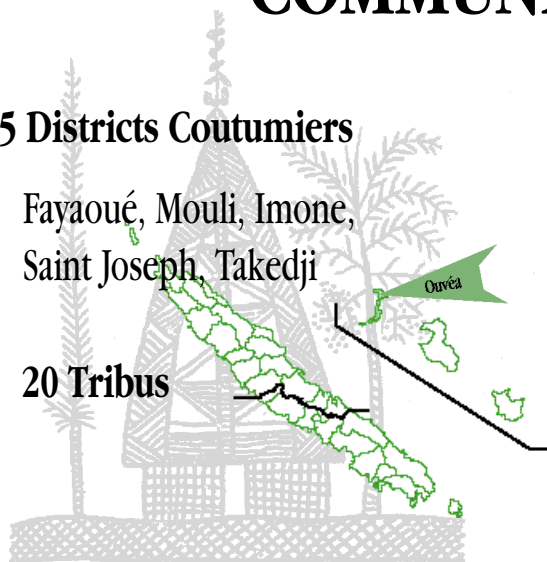 COMMUN
5 Districts Coutumiers
Fayaoué, Mouli, Imone,
Saint Joseph, Takedji
Ouvéa
20 Tribus